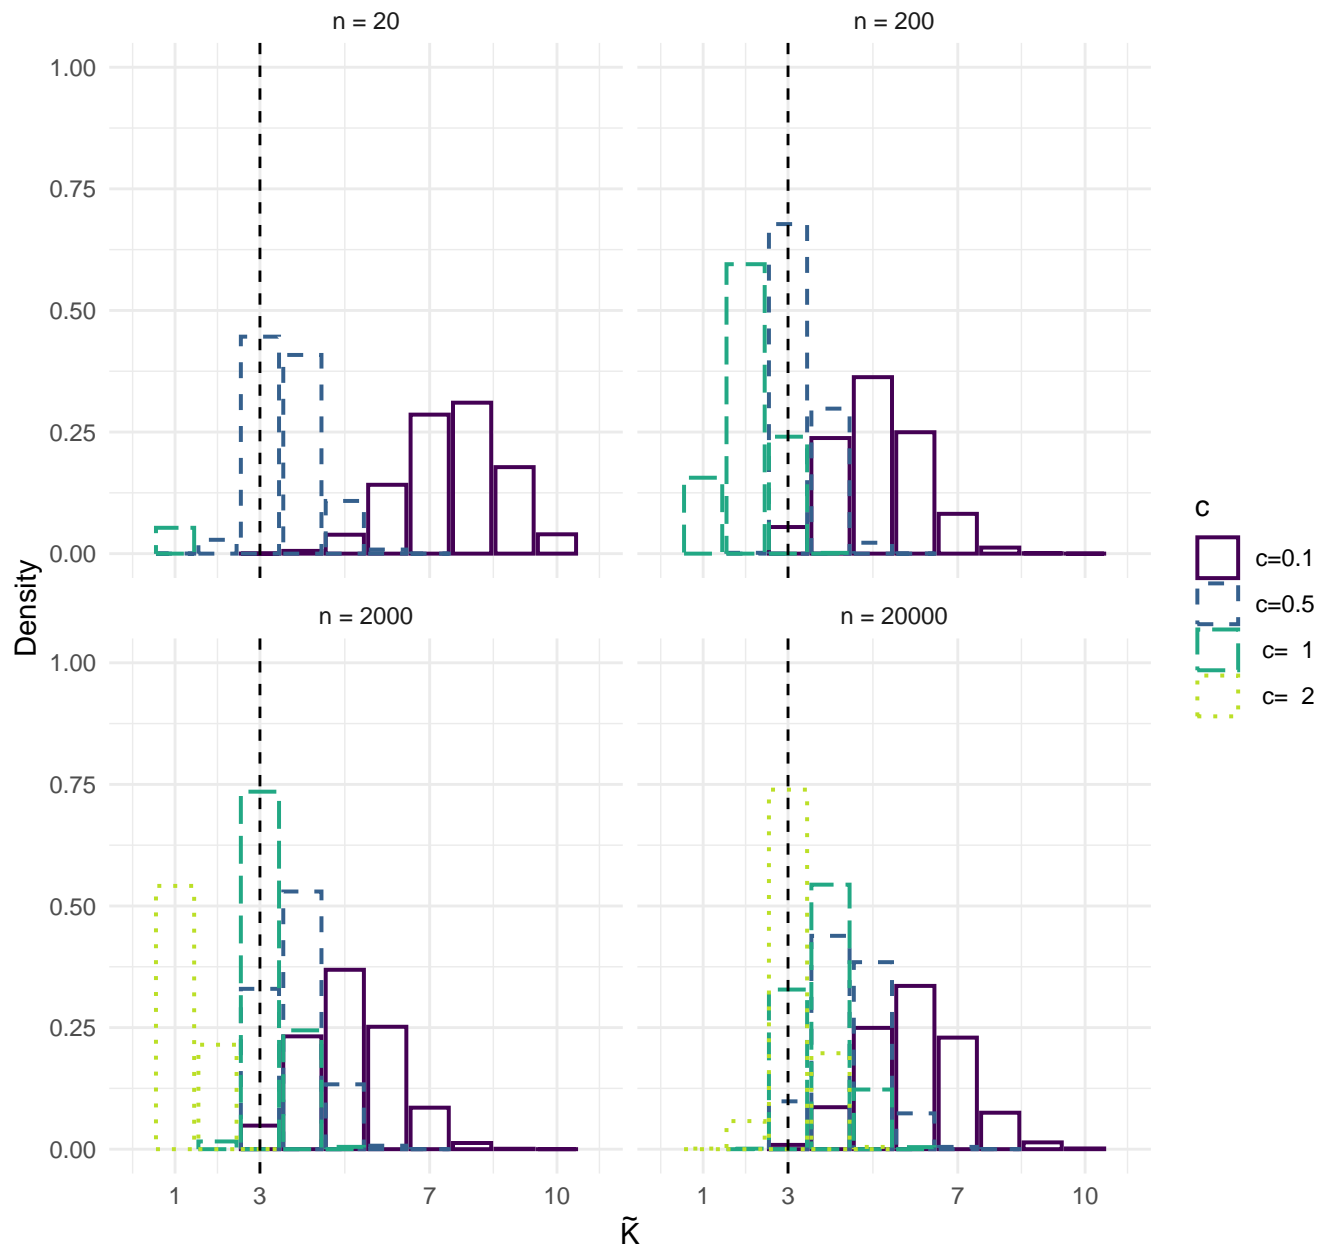 n = 20
n = 200
1.00
0.75
0.50
0.25
0.00
n = 2000
n = 20000
1.00
0.75
0.50
0.25
0.00
1 3 7 10
1 3 7 10
Density
K̃
c
c=0.1
c=0.5
c= 1
c= 2